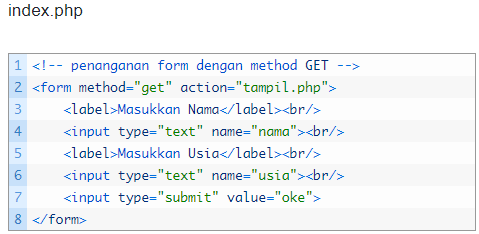 index.php
1 <!-- penanganan form dengan method GET -->
2 <form method="get" action="tampil.php">
3     <label>Masukkan Nama</label><br/>
4     <input type="text" name="nama"><br/>
5     <label>Masukkan Usia</label><br/>
6     <input type="text" name="usia"><br/>
7     <input type="submit" value="oke">
8 </form>